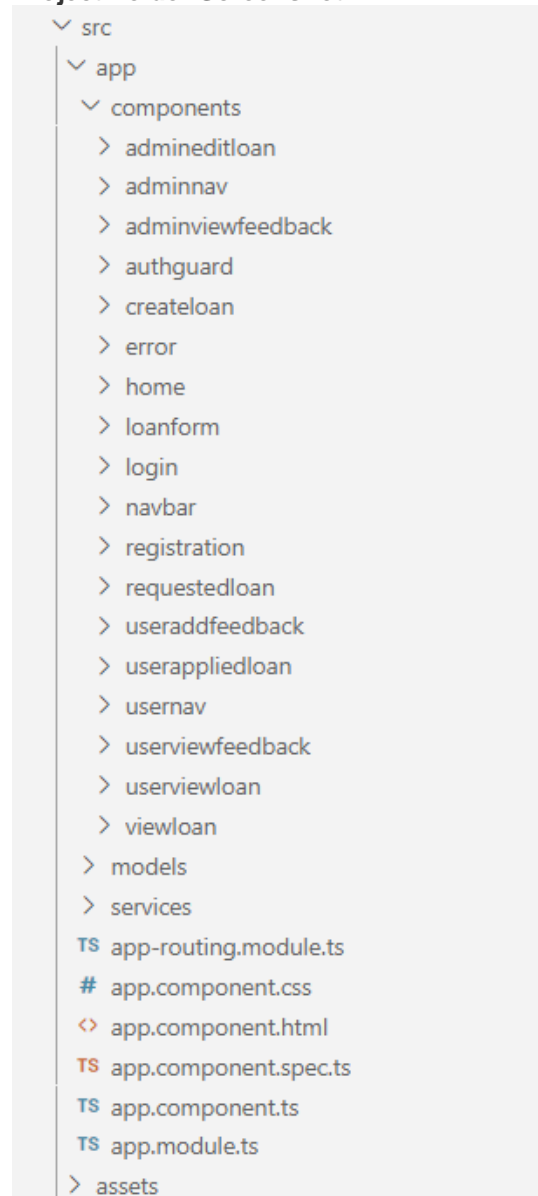 src
app
components
admineditloan
adminnav
adminviewfeedback
authguard
createloan
error
home
loanform
login
navbar
registration
requestedloan
useraddfeedback
userappliedloan
usernav
userviewfeedback
userviewloan
viewloan
models
services
TS app-routing.module.ts
# app.component.css
<> app.component.html
TS app.component.spec.ts
TS app.component.ts
TS app.module.ts
assets